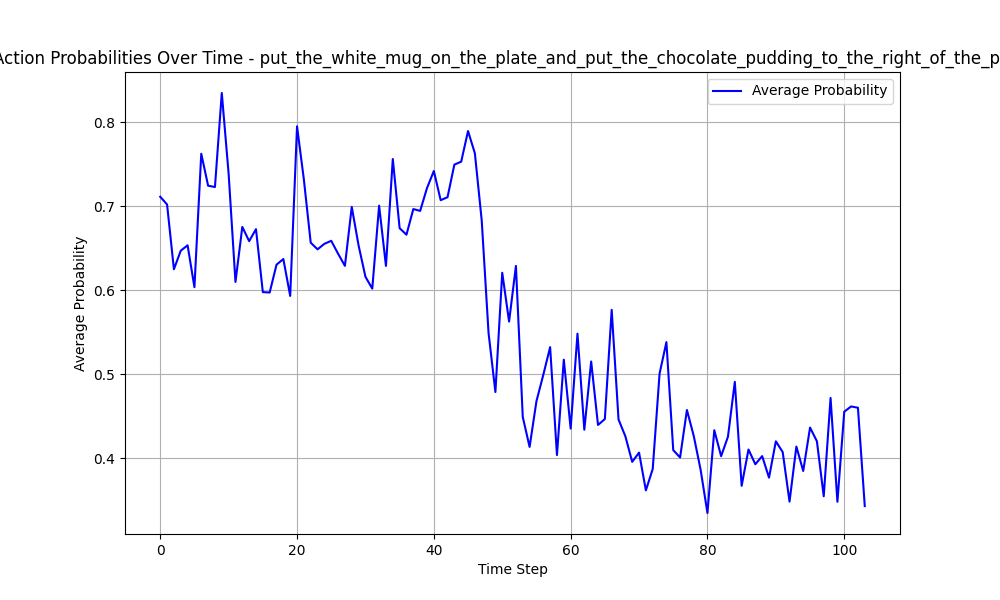 Action Probabilities Over Time - put_the_white_mug_on_the_plate_and_put_the_chocolate_pudding_to_the_right_of_the_p
Average Probability
0.8
0.7
0.6
0.5
0.4
Average Probability
0
20
40
60
80
100
Time Step